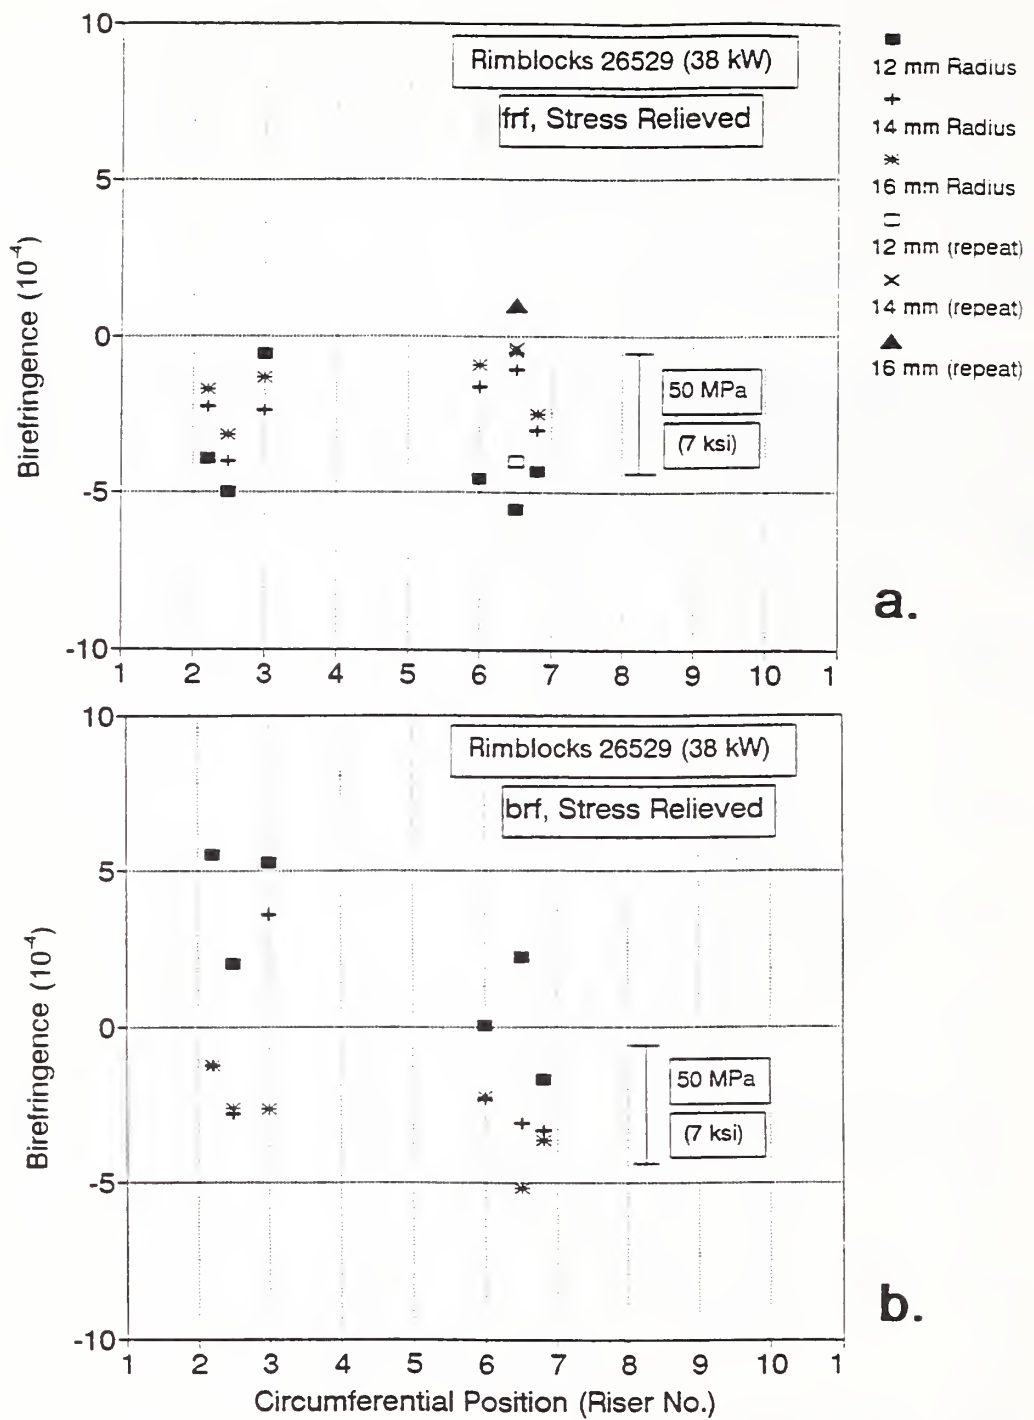 10
Rimblocks 26529 (38 kW)
frf, Stress Relieved
5
0
-5
-10
Birefringence (10⁻⁴)
50 MPa
(7 ksi)
1 2 3 4 5 6 7 8 9 10 1
12 mm Radius
14 mm Radius
16 mm Radius
12 mm (repeat)
14 mm (repeat)
16 mm (repeat)
a.
10
Rimblocks 26529 (38 kW)
brf, Stress Relieved
5
0
-5
-10
Birefringence (10⁻⁴)
50 MPa
(7 ksi)
1 2 3 4 5 6 7 8 9 10 1
Circumferential Position (Riser No.)
b.